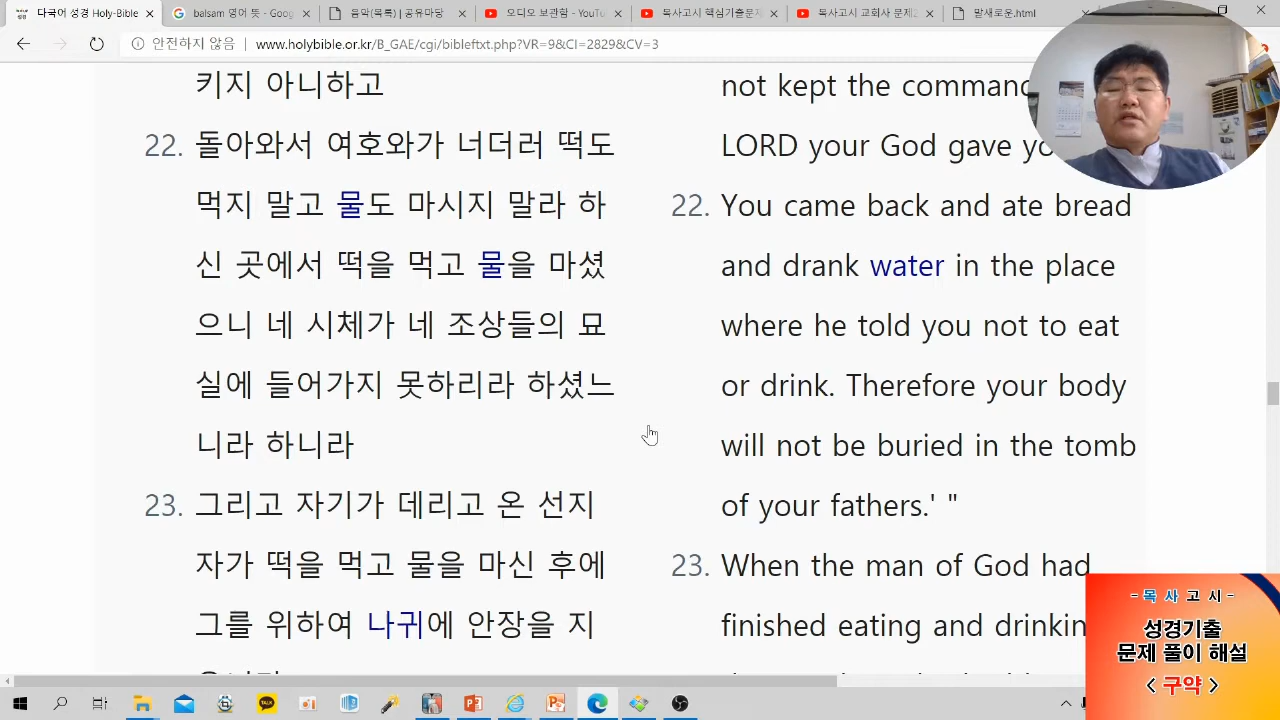 다국어 성경 Holy-Bible
balsam 영어 뜻 - Goog
음악(목록) | 공유마당
오디오 보관함 - YouTu
목사고시 핵심기출문
목사고시 교회사 문제2
말새로운.html
안전하지 않음 | www.holybible.or.kr/B_GAE/cgi/bibleftxt.php?VR=9&CI=2829&CV=3
키지 아니하고
22. 돌아와서 여호와가 너더러 떡도
먹지 말고 물도 마시지 말라 하
신 곳에서 떡을 먹고 물을 마셨
으니 네 시체가 네 조상들의 묘
실에 들어가지 못하리라 하셨느
니라 하니라
23. 그리고 자기가 데리고 온 선지
자가 떡을 먹고 물을 마신 후에
그를 위하여 나귀에 안장을 지
not kept the
LORD your God gave
22. You came back and ate bread
and drank water in the place
where he told you not to eat
or drink. Therefore your body
will not be buried in the tomb
of your fathers.' "
23. When the man of God had
finished eating and
- 목 사 고 시 -
성경기출
문제 풀이 해설
< 구약 >